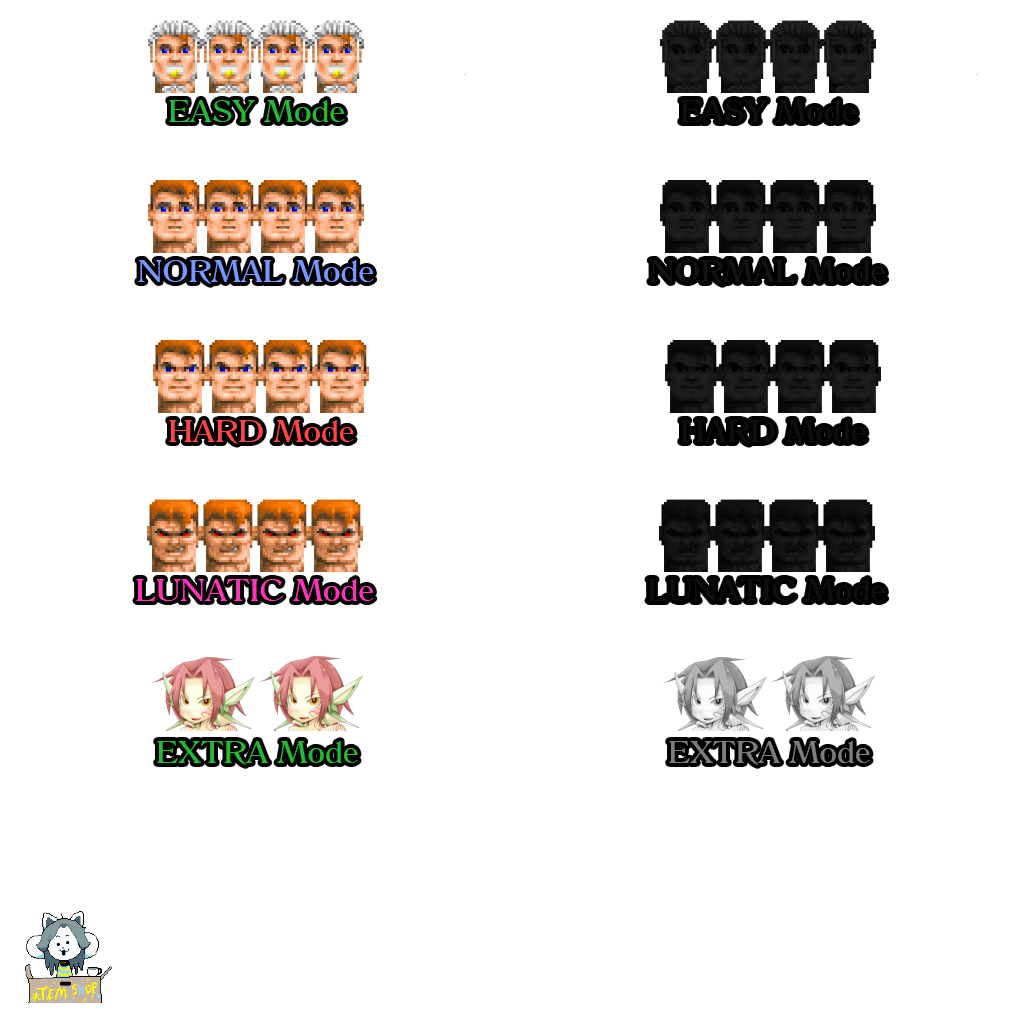 EASY Mode
EASY Mode
NORMAL Mode
NORMAL Mode
HARD Mode
HARD Mode
LUNATIC Mode
LUNATIC Mode
EXTRA Mode
EXTRA Mode
*TEM SHOP